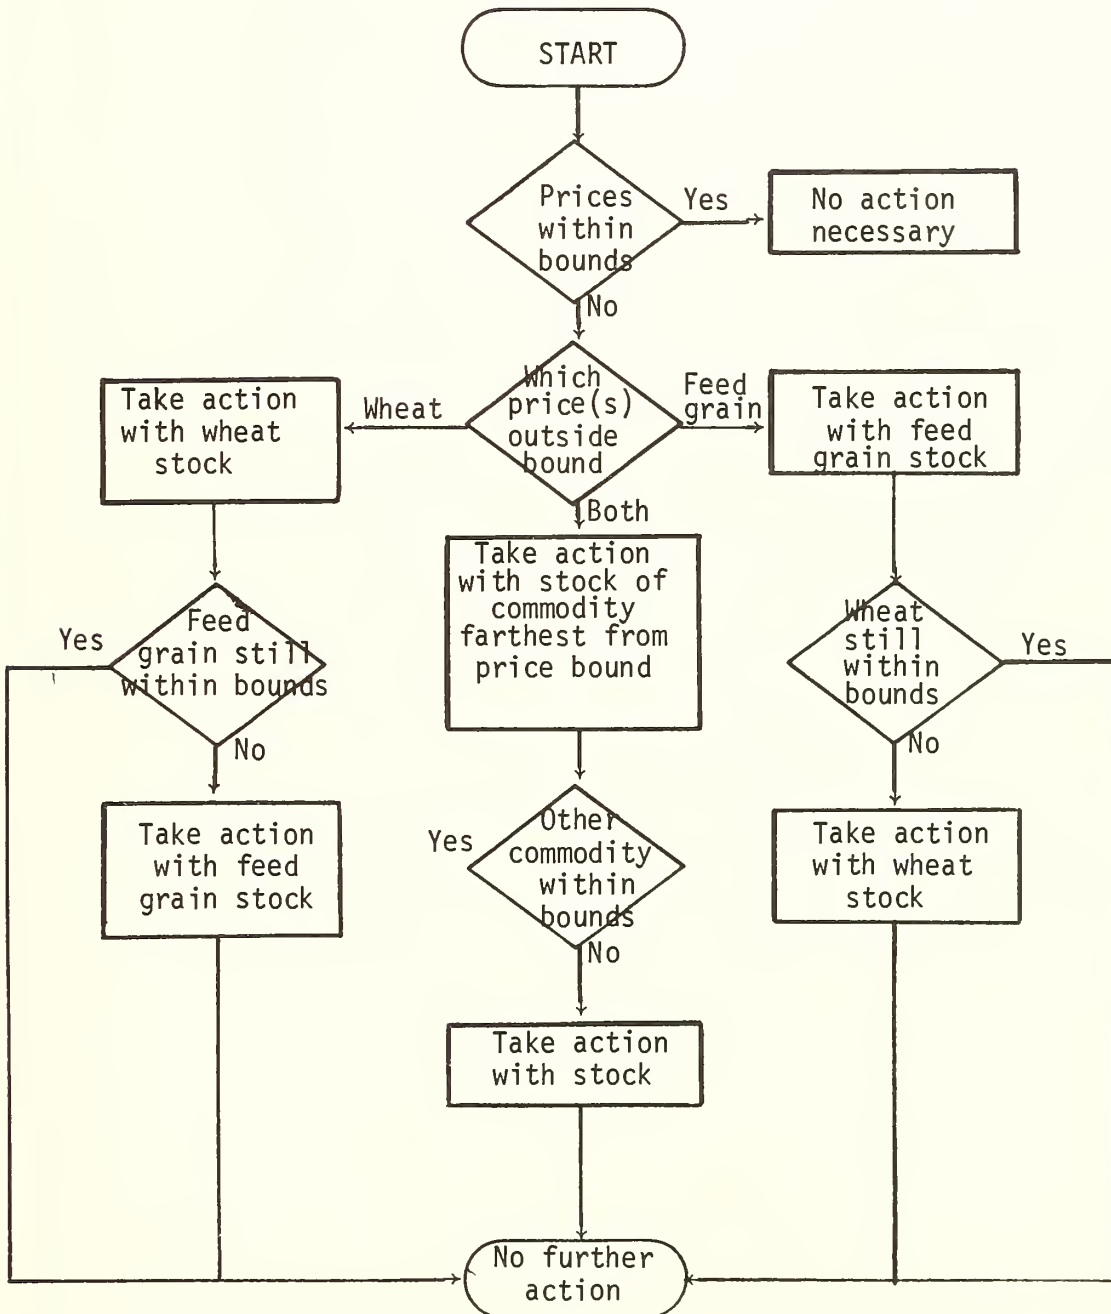 START
Prices
within
bounds
Yes
No action
necessary
No
Which
price(s)
outside
bound
Wheat
Take action
with wheat
stock
Feed
grain
Take action
with feed
grain stock
Both
Take action
with stock of
commodity
farthest from
price bound
Feed
grain still
within bounds
Yes
No
Wheat
still
within
bounds
Yes
No
Take action
with feed
grain stock
Other
commodity
within
bounds
Yes
No
Take action
with wheat
stock
Take action
with stock
No further
action